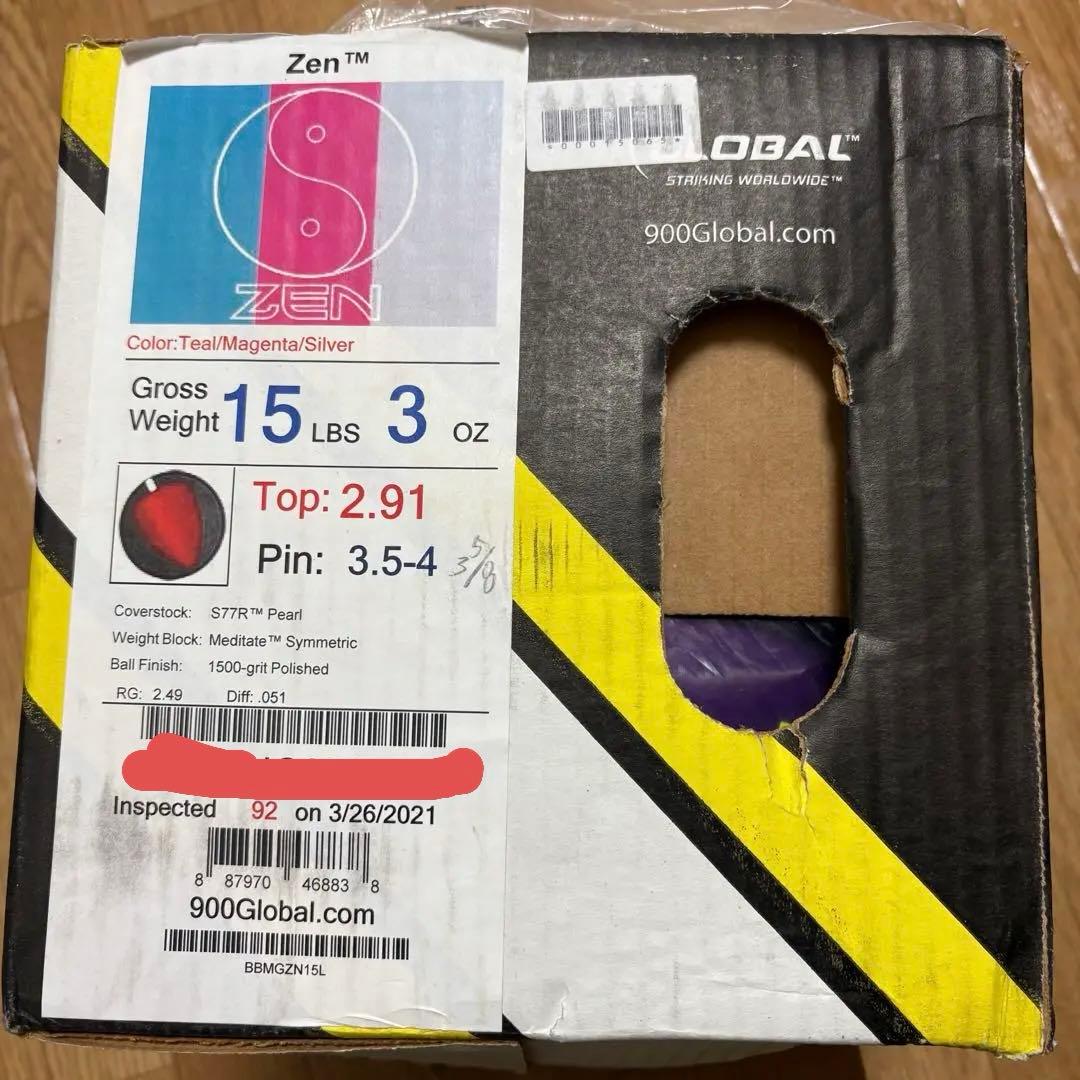 Zen™
ZEN
Color:Teal/Magenta/Silver
Gross Weight 15 LBS 3 OZ
Top: 2.91
Pin: 3.5-4 3 5/8
Coverstock: S77R™ Pearl
Weight Block: Meditate™ Symmetric
Ball Finish: 1500-grit Polished
RG: 2.49 Diff: .051
Inspected 92 on 3/26/2021
8 87970 46883 8
900Global.com
BBMGZN15L
LOBAL™
STRIKING WORLDWIDE™
900Global.com